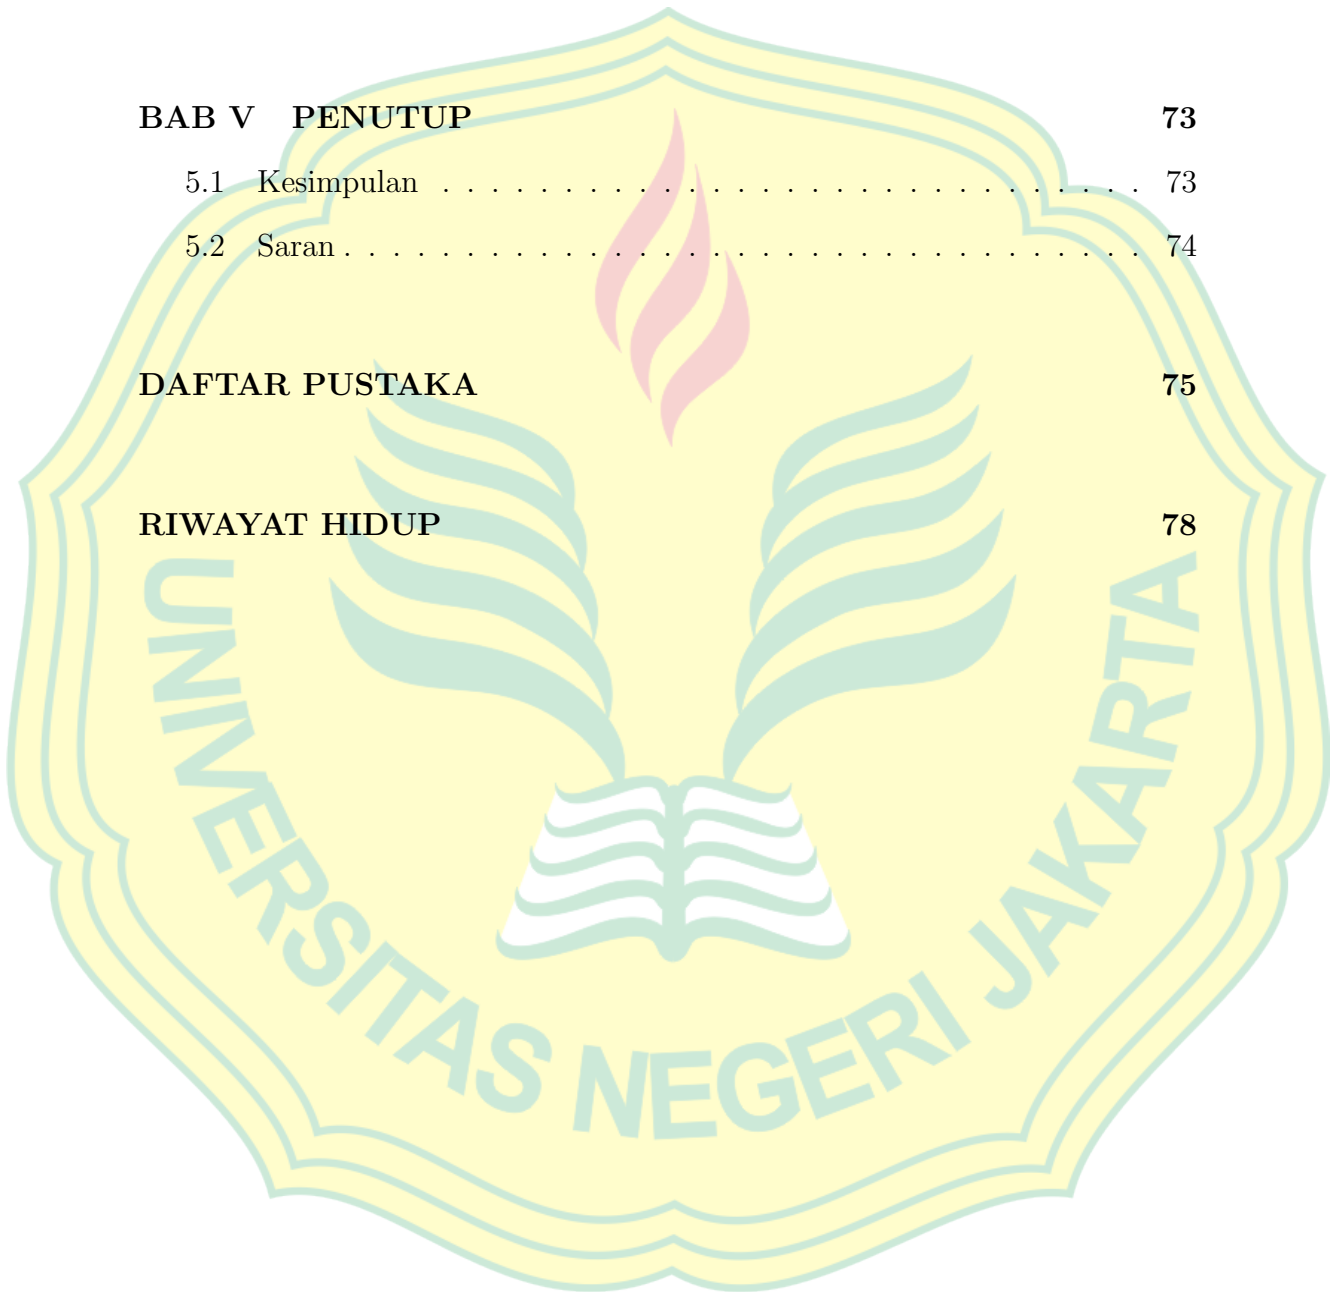 BAB V PENUTUP 73
5.1 Kesimpulan . . . . . . . . . . . . . . . . . . . . . . . . . . . . . 73
5.2 Saran . . . . . . . . . . . . . . . . . . . . . . . . . . . . . . . . . 74
DAFTAR PUSTAKA 75
RIWAYAT HIDUP 78
UNIVERSITAS NEGERI JAKARTA